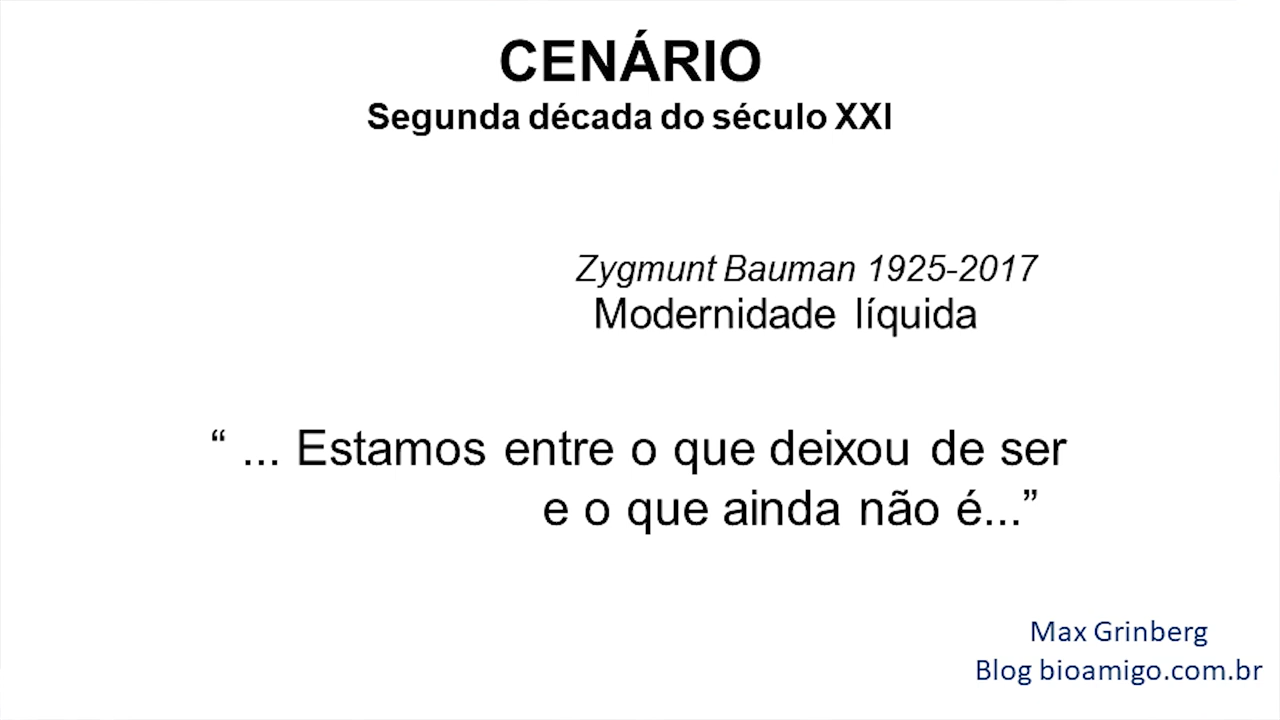 CENÁRIO
Segunda década do século XXI
Zygmunt Bauman 1925-2017
Modernidade líquida
“ ... Estamos entre o que deixou de ser
e o que ainda não é...”
Max Grinberg
Blog bioamigo.com.br